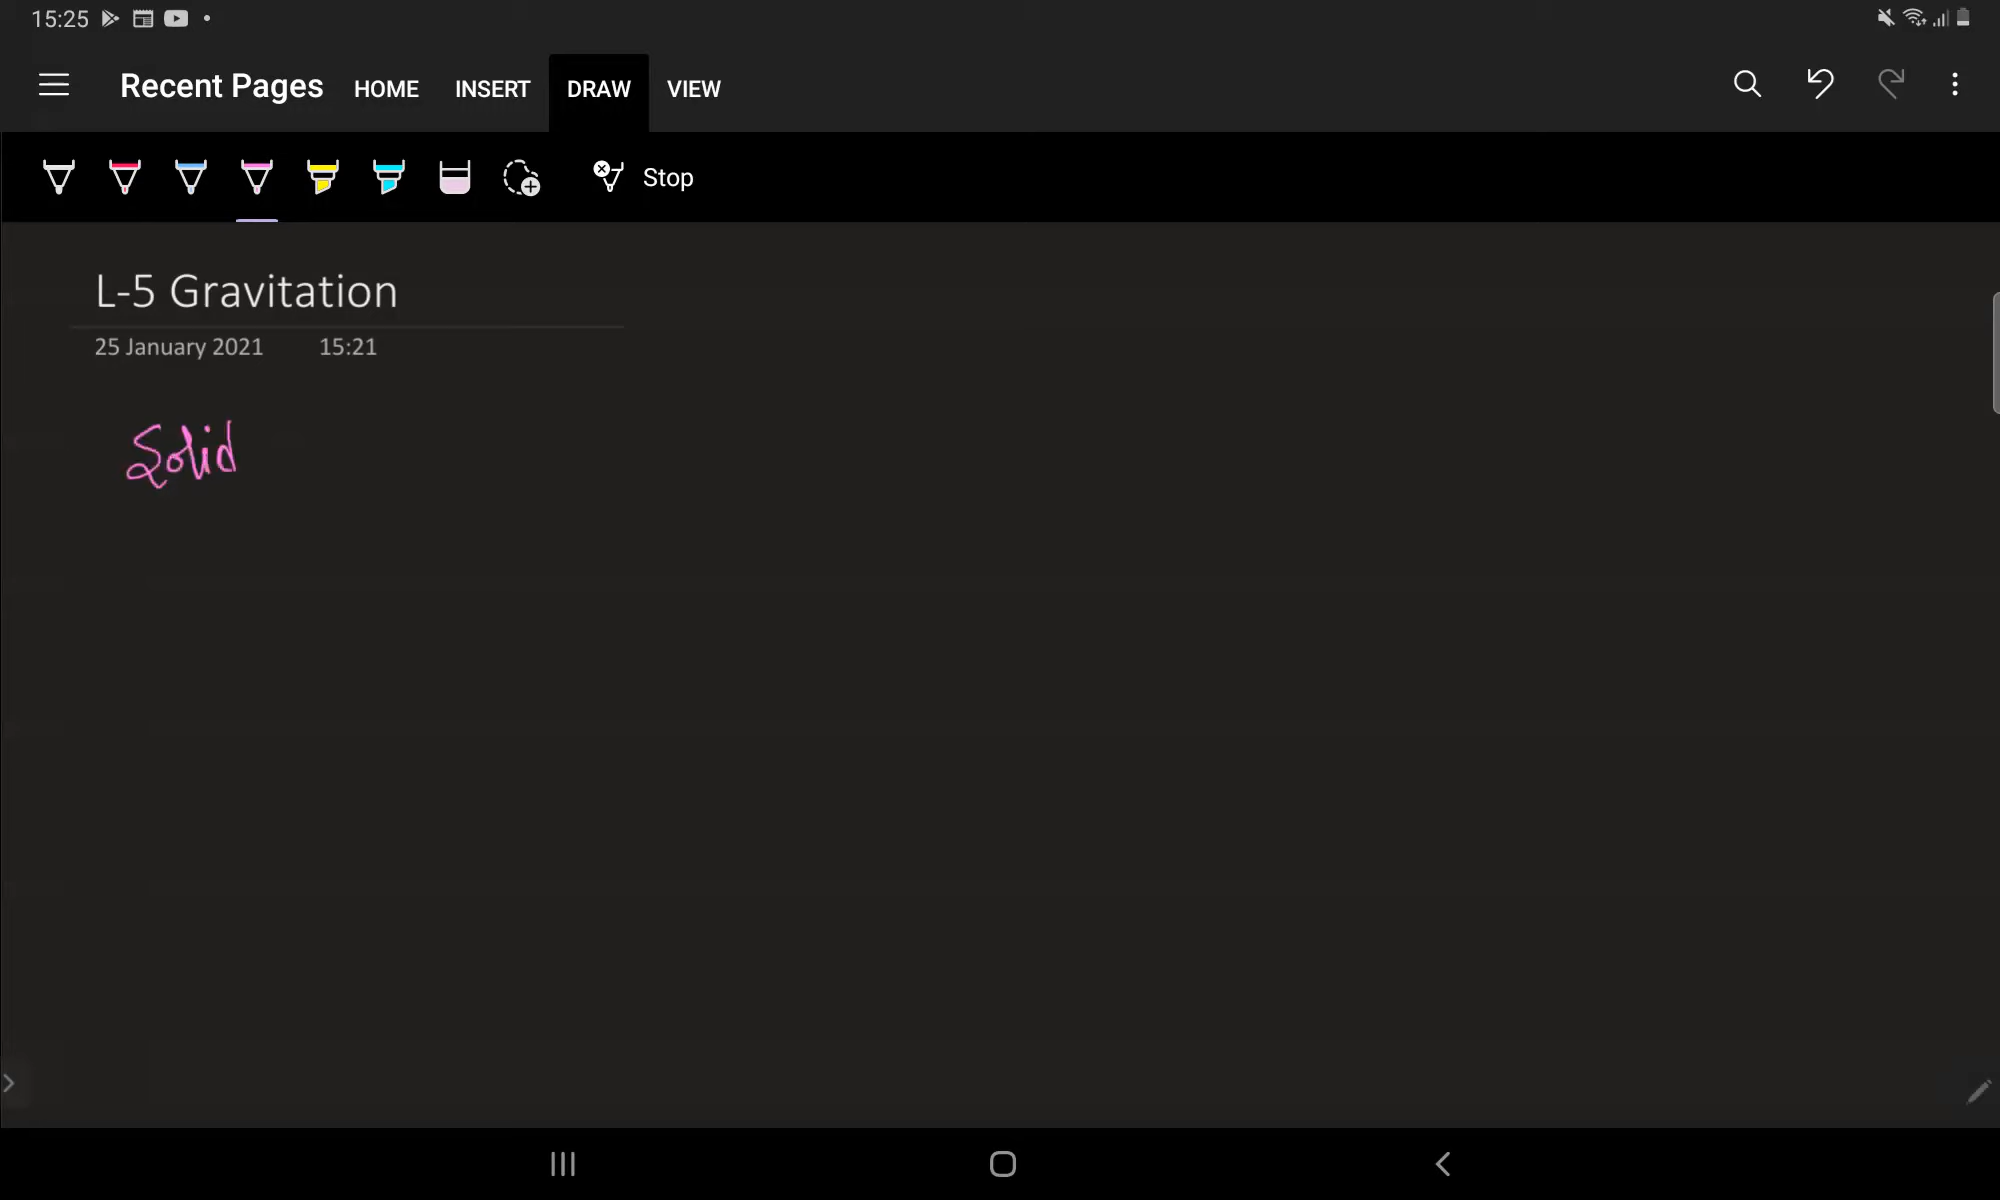 15:25
Recent Pages HOME INSERT DRAW VIEW
Stop
L-5 Gravitation
25 January 2021 15:21
Solid